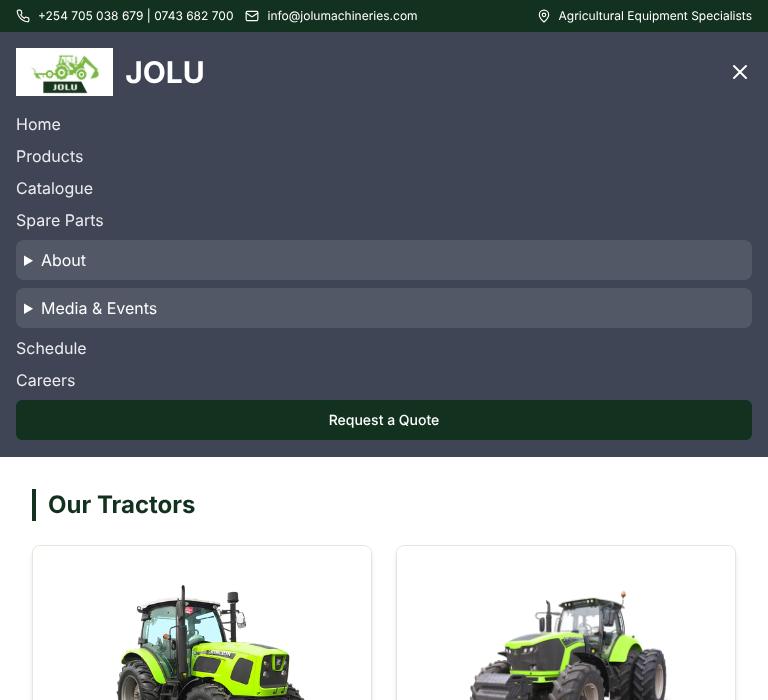 +254 705 038 679 | 0743 682 700 info@jolumachineries.com Agricultural Equipment Specialists
JOLU JOLU
Home
Products
Catalogue
Spare Parts
About
Media & Events
Schedule
Careers
Request a Quote
Our Tractors